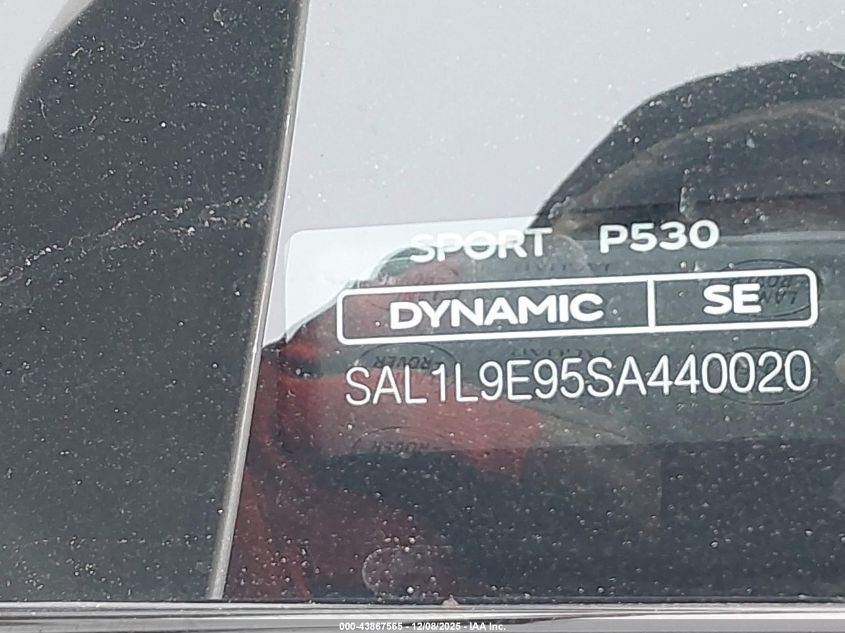 SPORT P530
DYNAMIC SE
SAL1L9E95SA440020
000-43867565 - 12/08/2025 - IAA Inc.